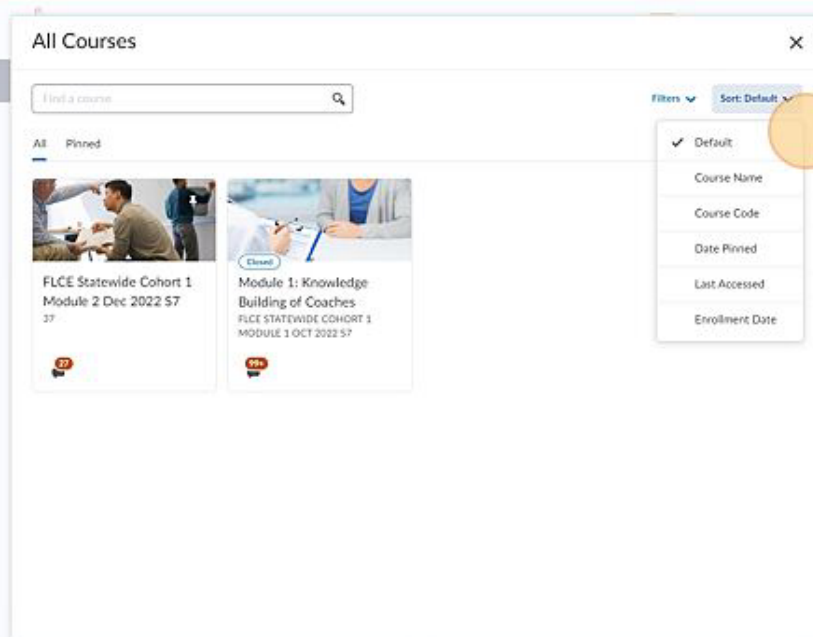 All Courses
Find a course
Filters
Sort: Default
All
Pinned
Default
Course Name
Course Code
Date Pinned
Last Accessed
Enrollment Date
FLCE Statewide Cohort 1
Module 2 Dec 2022 S7
37
27
Closed
Module 1: Knowledge
Building of Coaches
FLCE STATEWIDE COHORT 1
MODULE 1 OCT 2022 S7
99+